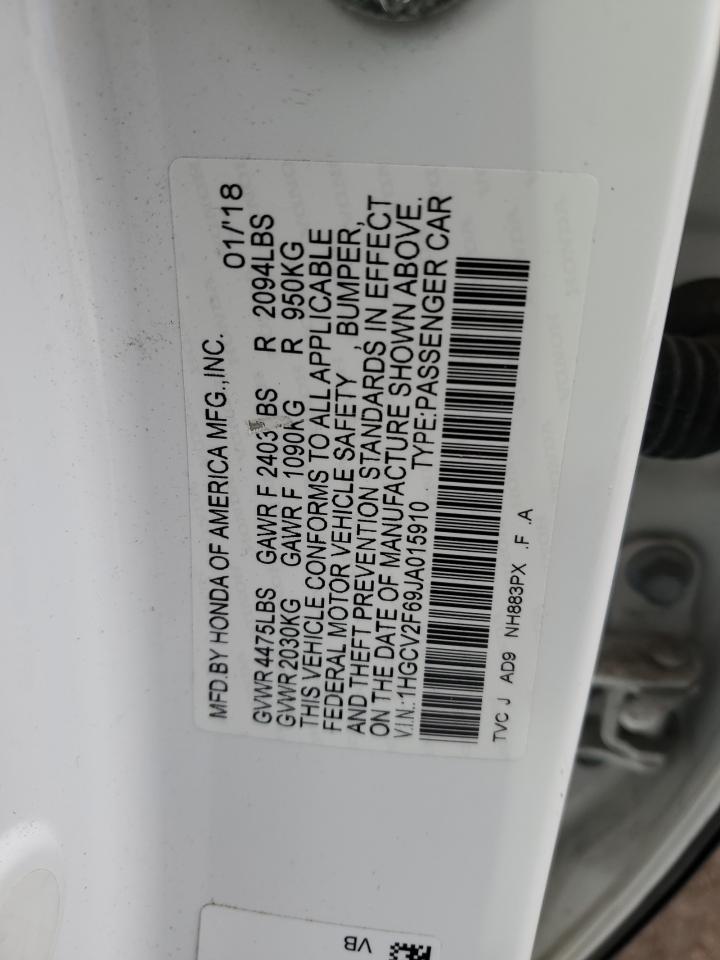 MFD.BY HONDA OF AMERICA MFG.,INC. 01/'18
GVWR 4475LBS GAWR F 2403 BS R 2094LBS
GVWR 2030KG GAWR F 1090KG R 950KG
THIS VEHICLE CONFORMS TO ALL APPLICABLE
FEDERAL MOTOR VEHICLE SAFETY , BUMPER,
AND THEFT PREVENTION STANDARDS IN EFFECT
ON THE DATE OF MANUFACTURE SHOWN ABOVE.
V.I.N.: 1HGCV2F69JA015910 TYPE:PASSENGER CAR
TVC J AD9 NH883PX .F .A
VB